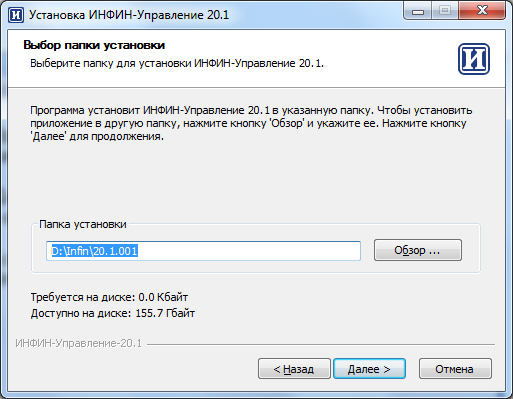 Установка ИНФИН-Управление 20.1
Выбор папки установки
Выберите папку для установки ИНФИН-Управление 20.1.
И
Программа установит ИНФИН-Управление 20.1 в указанную папку. Чтобы установить
приложение в другую папку, нажмите кнопку 'Обзор' и укажите ее. Нажмите кнопку
'Далее' для продолжения.
Папка установки
D:\Infin\20.1.001
Обзор ...
Требуется на диске: 0.0 Кбайт
Доступно на диске: 155.7 Гбайт
ИНФИН-Управление-20.1
< Назад
Далее >
Отмена